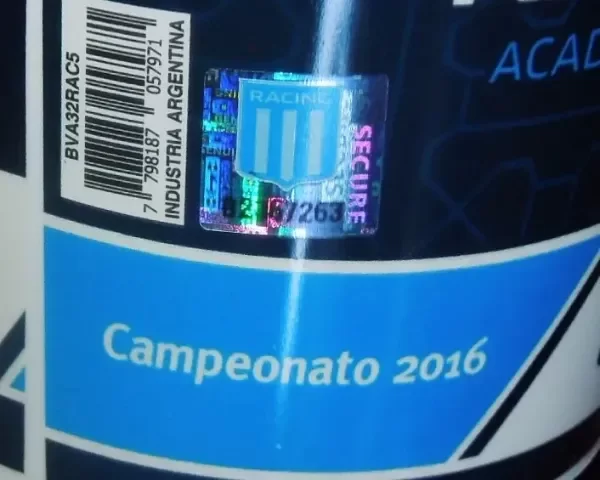 BVA32RAC5
7 798187 057971
INDUSTRIA ARGENTINA
RACING
SECURE
ACAD
Campeonato 2016